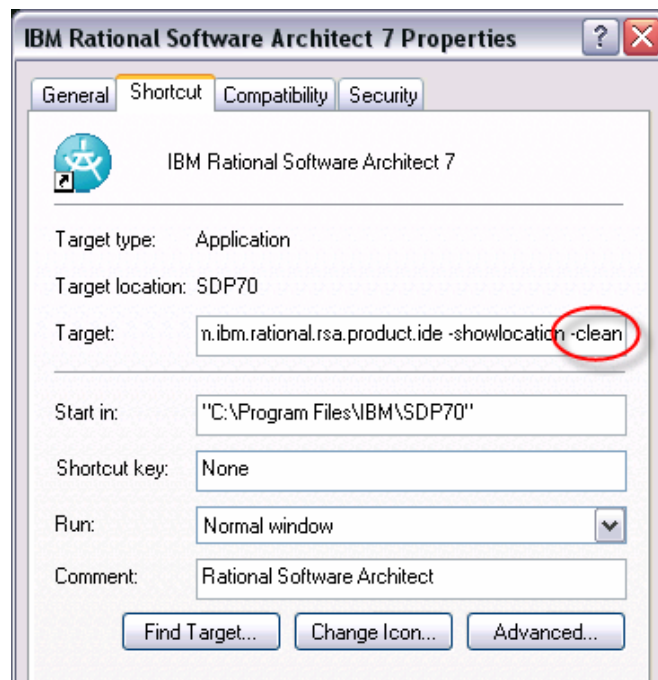 IBM Rational Software Architect 7 Properties
General Shortcut Compatibility Security
IBM Rational Software Architect 7
Target type: Application
Target location: SDP70
Target: n.ibm.rational.rsa.product.ide -showlocation -clean
Start in: "C:\Program Files\IBM\SDP70"
Shortcut key: None
Run: Normal window
Comment: Rational Software Architect
Find Target... Change Icon... Advanced...